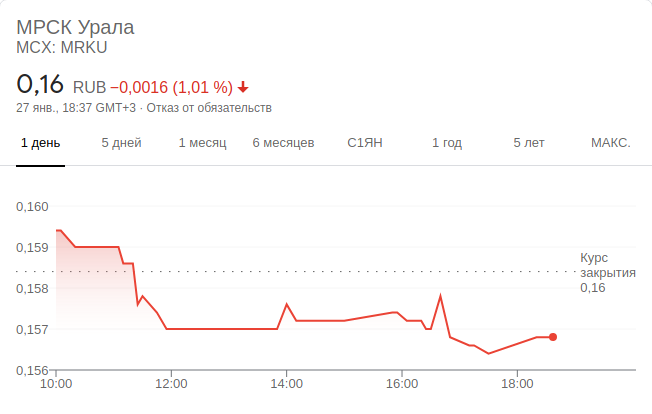 МРСК Урала
MCX: MRKU
0,16 RUB −0,0016 (1,01 %)
27 янв., 18:37 GMT+3 · Отказ от обязательств
1 день 5 дней 1 месяц 6 месяцев С1ЯН 1 год 5 лет МАКС.
0,160
0,159
0,158
0,157
0,156
Курс
закрытия
0,16
10:00 12:00 14:00 16:00 18:00